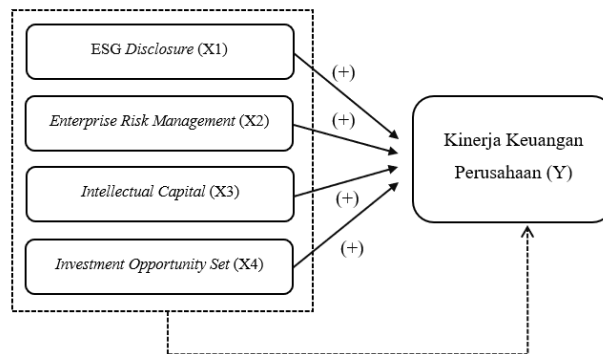 ESG Disclosure (X1)
(+)
Enterprise Risk Management (X2)
(+)
Kinerja Keuangan
Perusahaan (Y)
Intellectual Capital (X3)
(+)
Investment Opportunity Set (X4)
(+)